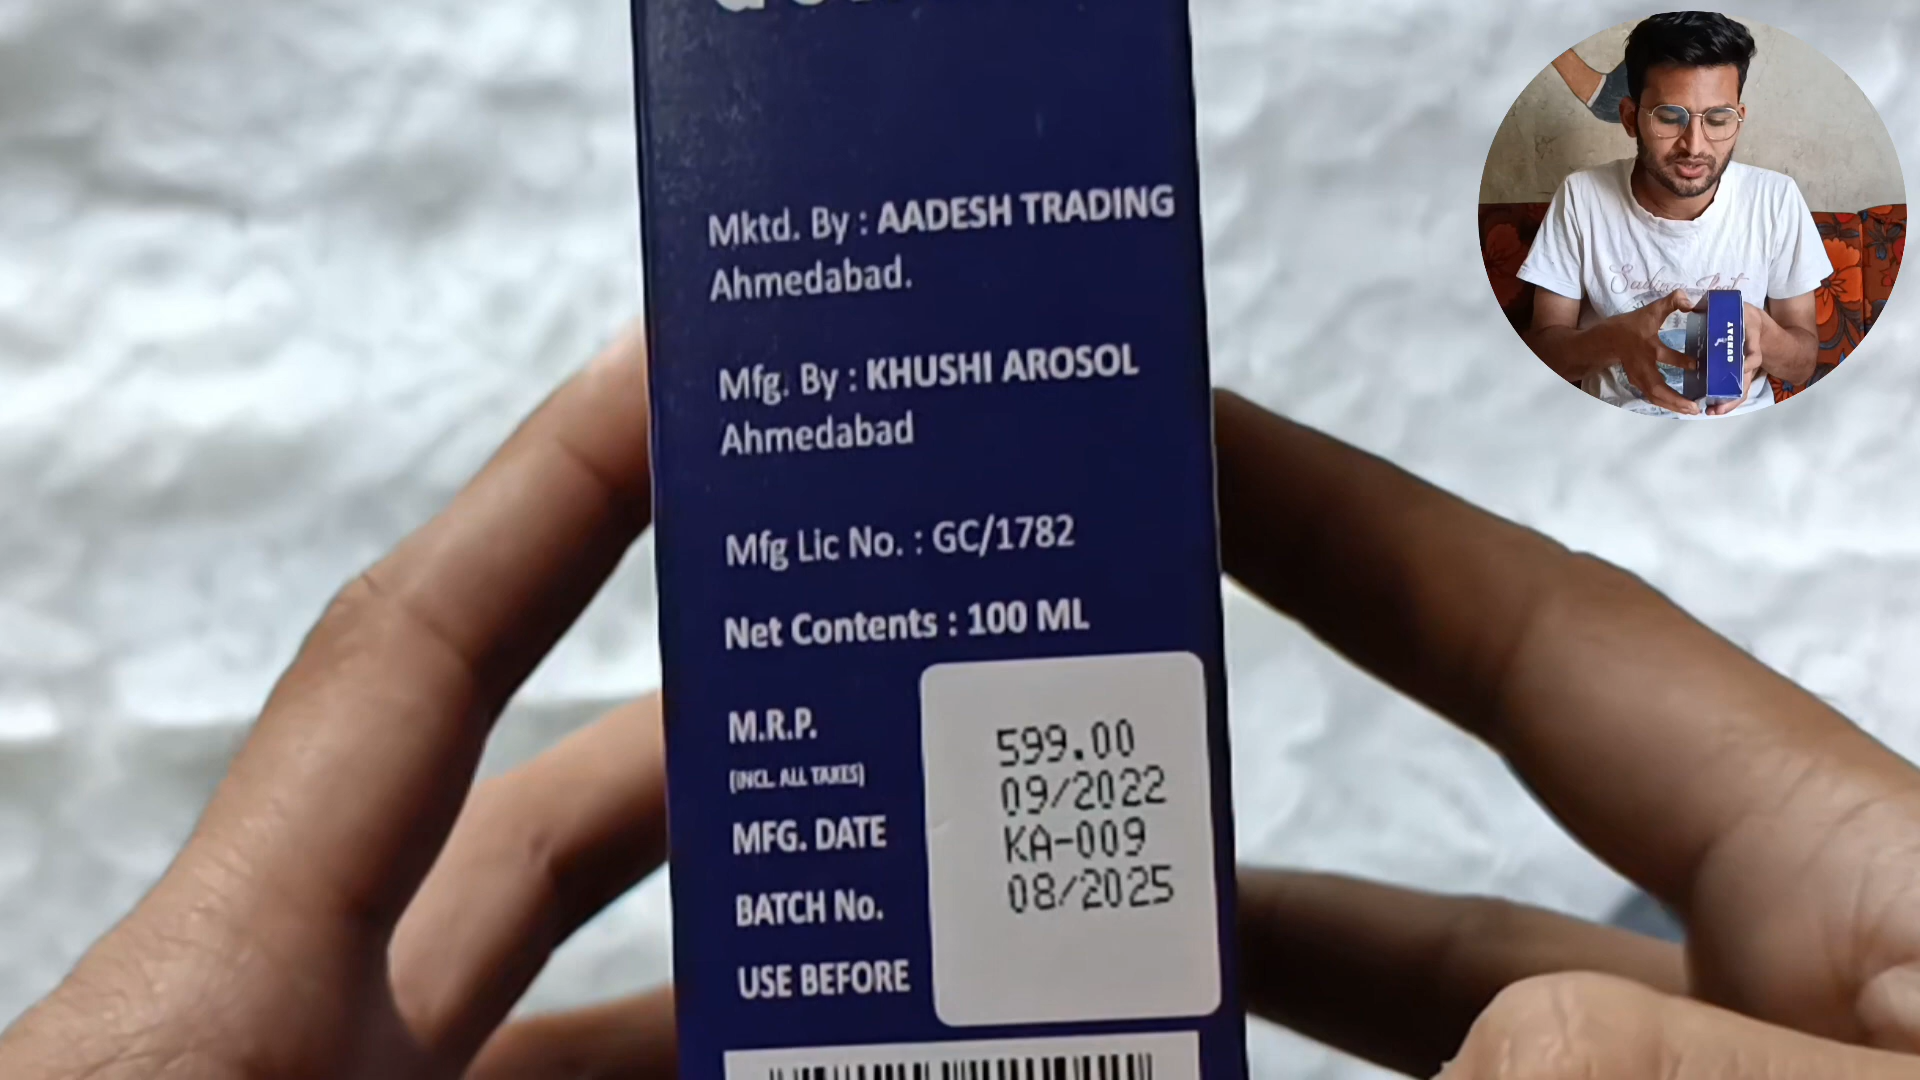 Mktd. By : AADESH TRADING
Ahmedabad.
Mfg. By : KHUSHI AROSOL
Ahmedabad
Mfg Lic No. : GC/1782
Net Contents : 100 ML
M.R.P.
(INCL. ALL TAXES)
MFG. DATE
BATCH No.
USE BEFORE
599.00
09/2022
KA-009
08/2025
GUNDAY